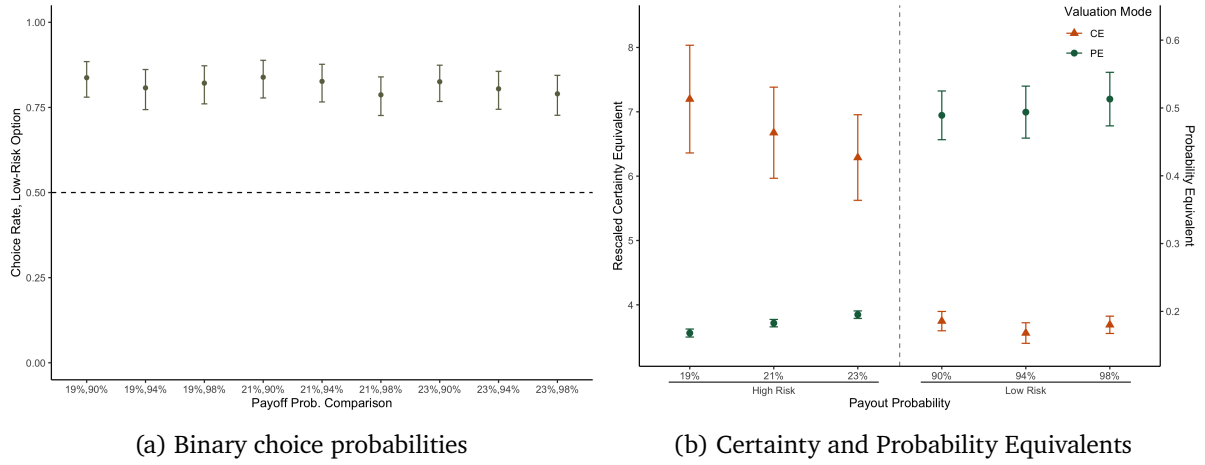 1.00
0.75
0.50
0.25
0.00
Choice Rate, Low-Risk Option
19%,90% 19%,94% 19%,98% 21%,90% 21%,94% 21%,98% 23%,90% 23%,94% 23%,98%
Payoff Prob. Comparison
(a) Binary choice probabilities
Valuation Mode
CE
PE
8
7
6
5
4
Rescaled Certainty Equivalent
0.6
0.5
0.4
0.3
0.2
Probability Equivalent
19% 21% 23% 90% 94% 98%
High Risk Low Risk
Payout Probability
(b) Certainty and Probability Equivalents